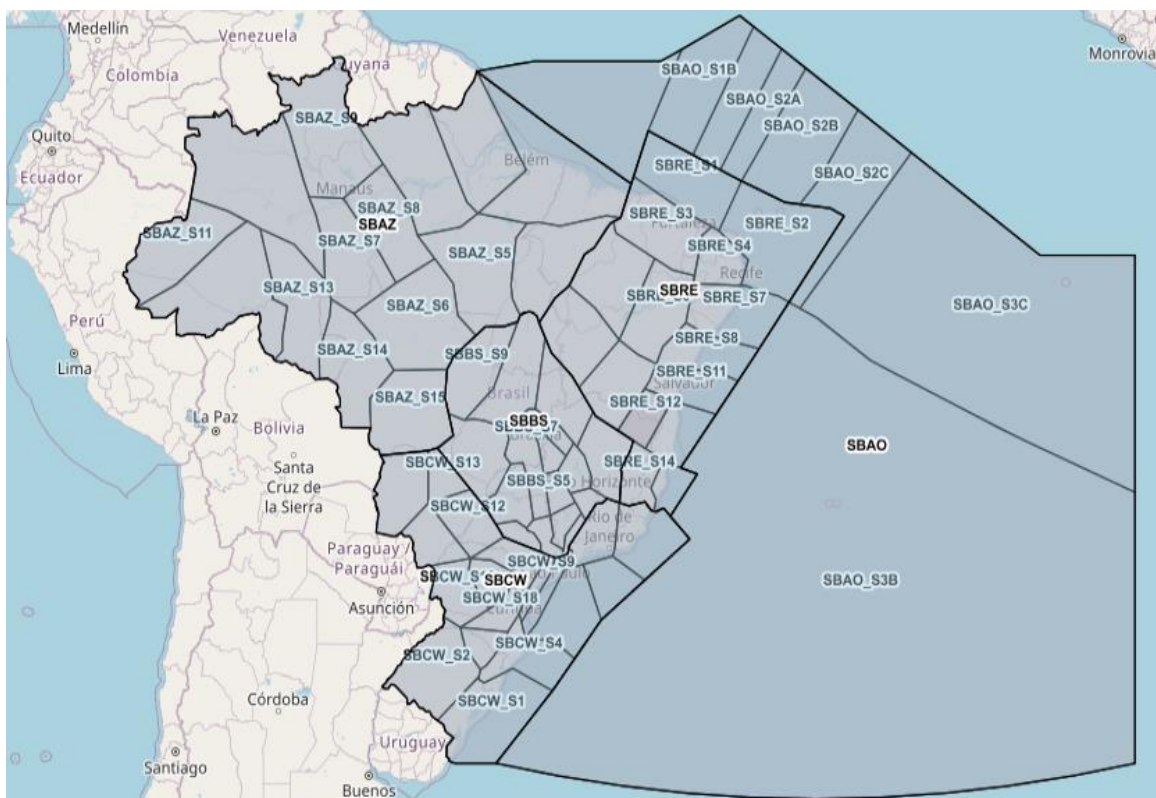 Medellín
Venezuela
Monrovia
Colombia
uyana
SBAO_S1B
SBAO_S2A
SBAZ_S9
SBAO_S2B
Quito
Ecuador
Belém
SBRE_S1
SBAO_S2C
Manaus
SBAZ_S8
SBAZ
SBRE_S3
Fortaleza
SBRE_S2
SBAZ_S11
SBAZ_S7
SBAZ_S5
SBRE_S4
Recife
SBAZ_S13
SBRE
SBRE_S7
SBAO_S3C
SBAZ_S6
Perú
SBRE_S8
Lima
SBAZ_S14
SBBS_S9
SBRE_S11
Salvador
SBAZ_S15
Brasil
SBRE_S12
La Paz
Bolivia
SBBS
SBAO
Santa
Cruz de
la Sierra
SBCW_S13
SBRE_S14
SBBS_S5
o Horizonte
SBCW_S12
Rio de
Janeiro
Paraguay /
Paraguái
SBCW_S9
SBCW
SBAO_S3B
Asunción
SBCW_S18
Curitiba
SBCW_S4
SBCW_S2
Córdoba
SBCW_S1
Uruguay
Santiago
Buenos